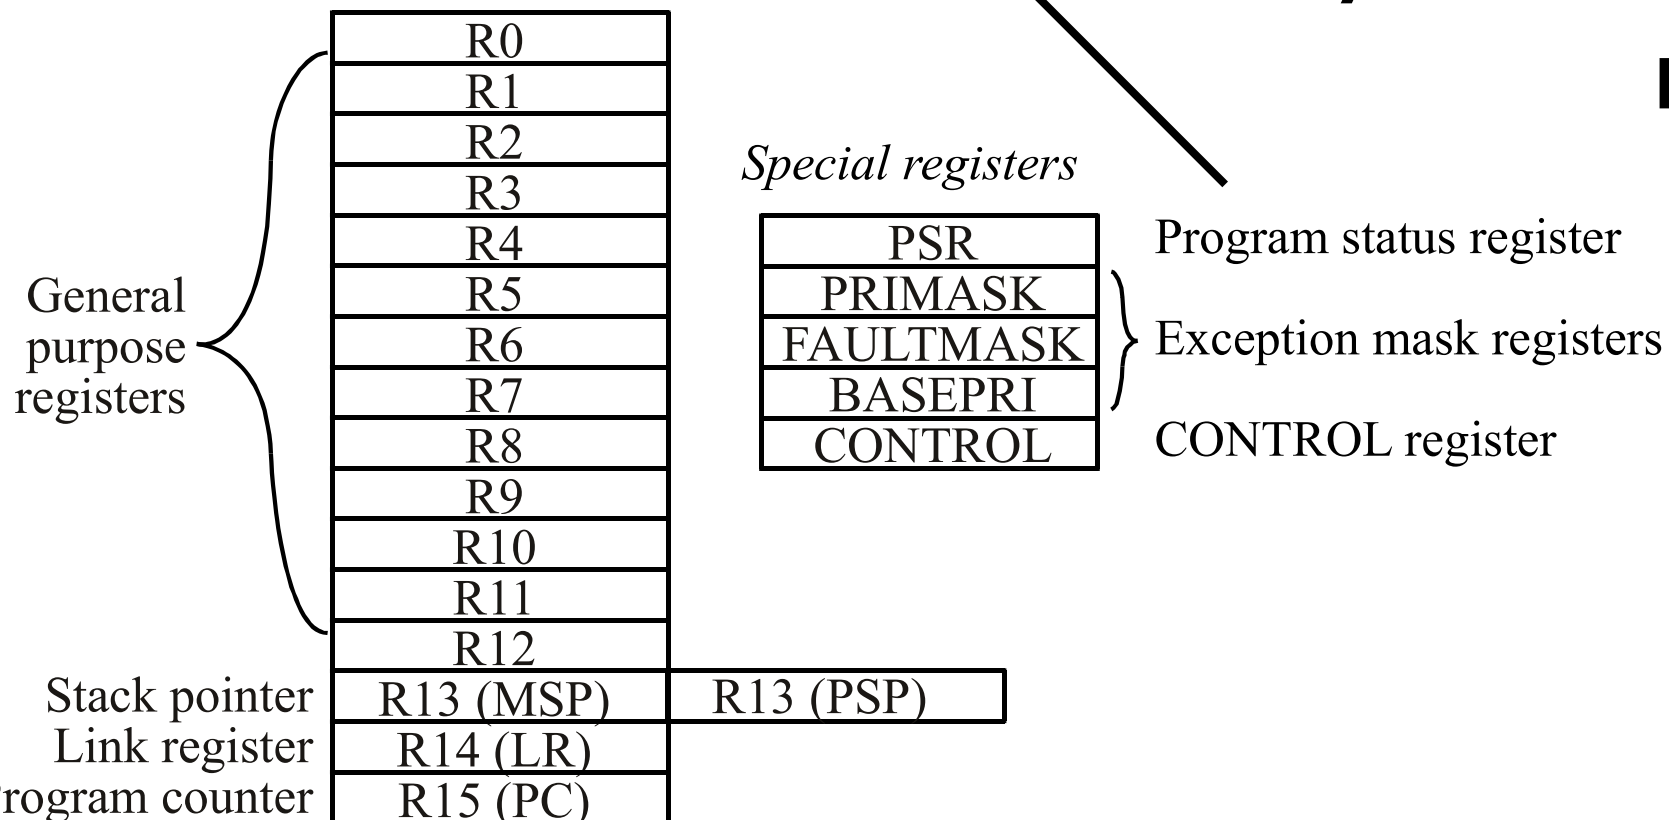 R0
R1
R2
R3
R4
R5
R6
R7
R8
R9
R10
R11
R12
R13 (MSP)
R13 (PSP)
R14 (LR)
R15 (PC)
General
purpose
registers
Stack pointer
Link register
rogram counter
Special registers
PSR
PRIMASK
FAULTMASK
BASEPRI
CONTROL
Program status register
Exception mask registers
CONTROL register